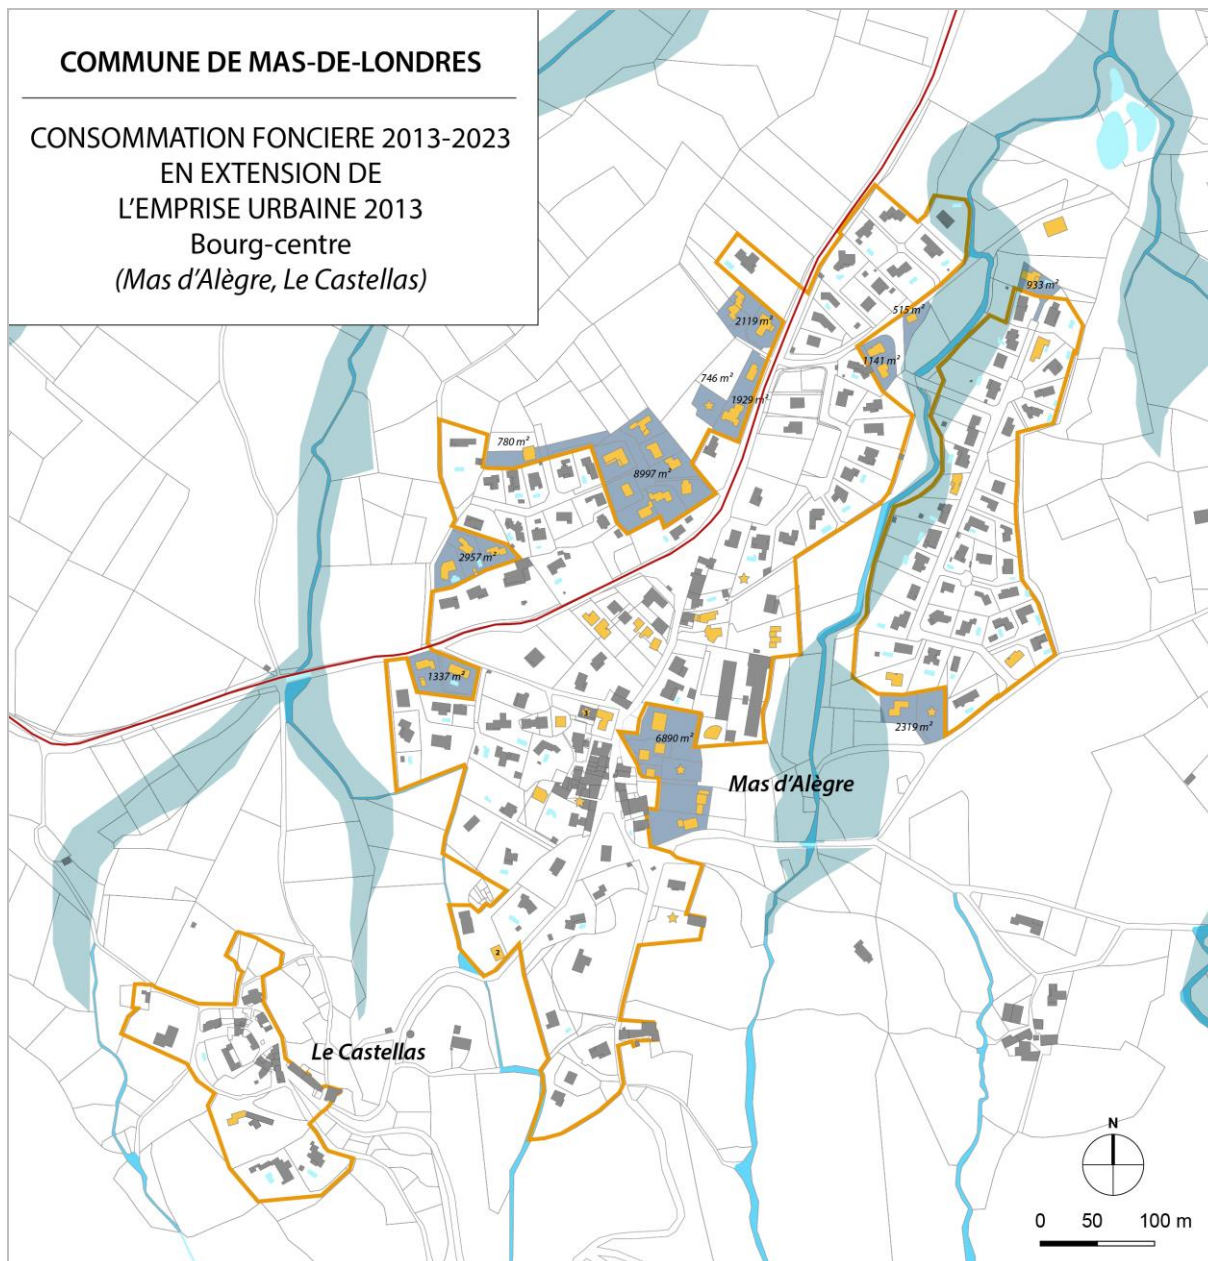 COMMUNE DE MAS-DE-LONDRES
CONSOMMATION FONCIERE 2013-2023
EN EXTENSION DE
L'EMPRISE URBAINE 2013
Bourg-centre
(Mas d'Alègre, Le Castellas)
933 m²
515 m²
2119 m²
1141 m²
746 m²
1929 m²
780 m²
8997 m²
2957 m²
1337 m²
1
2319 m²
6890 m²
Mas d'Alègre
2
Le Castellas
N
0 50 100 m